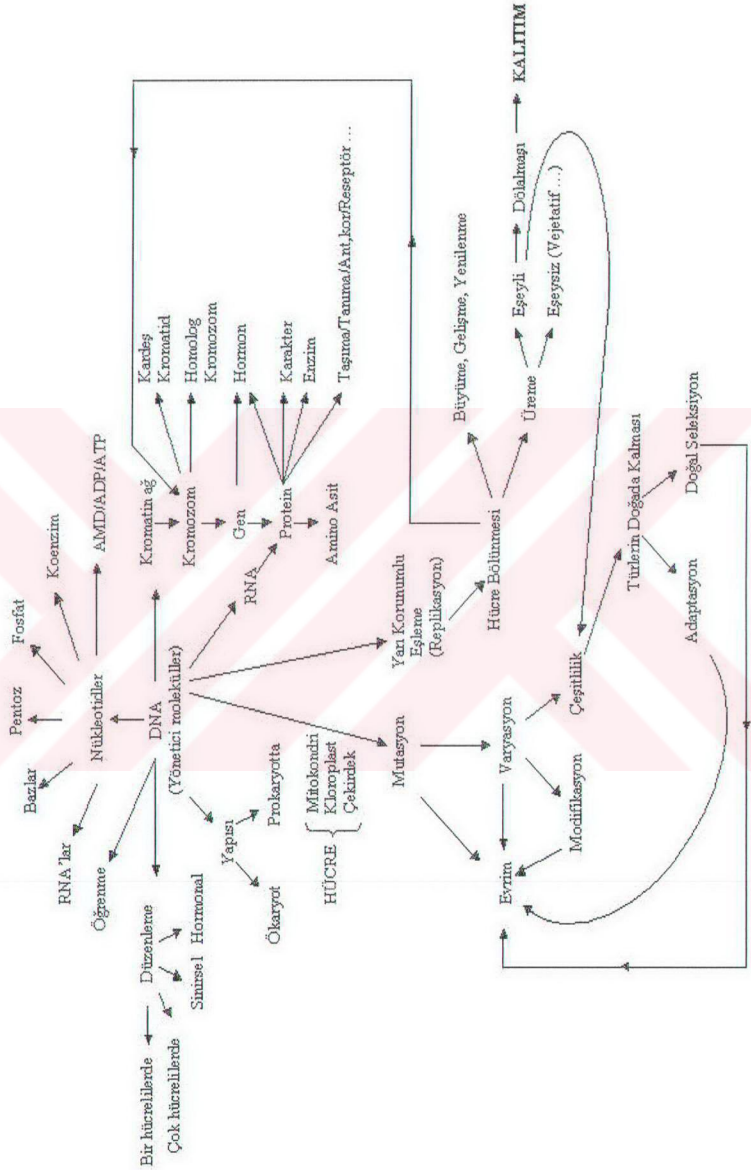 Pentoz
Bazlar
Fosfat
RNA'lar
Koenzim
Nükleotidler
AMD/ADP/ATP
Öğrenme
DNA
(Yönetici moleküller)
Kromatin ağ
Kardeş
Kromatid
Kromozom
Homolog
Kromozom
Gen
Hormon
RNA
Protein
Karakter
Enzim
Taşıma/Tanıma/Ant,kor/Reseptör ...
Amino Asit
Düzenleme
Bir hücrelilerde
Çok hücrelilerde
Sinirsel
Hormonal
Yapısı
Ökaryot
Prokaryotta
HÜCRE
Mitokondri
Kloroplast
Çekirdek
Mutasyon
Yarı Korunumlu
Eşleme
(Replikasyon)
Hücre Bölünmesi
Büyüme, Gelişme, Yenilenme
Üreme
Eşeyli
Dölalmaşı
KALITIM
Eşeysiz (Vejetatif ...)
Evrim
Varyasyon
Modifikasyon
Çeşitlilik
Türlerin Doğada Kalması
Adaptasyon
Doğal Seleksiyon